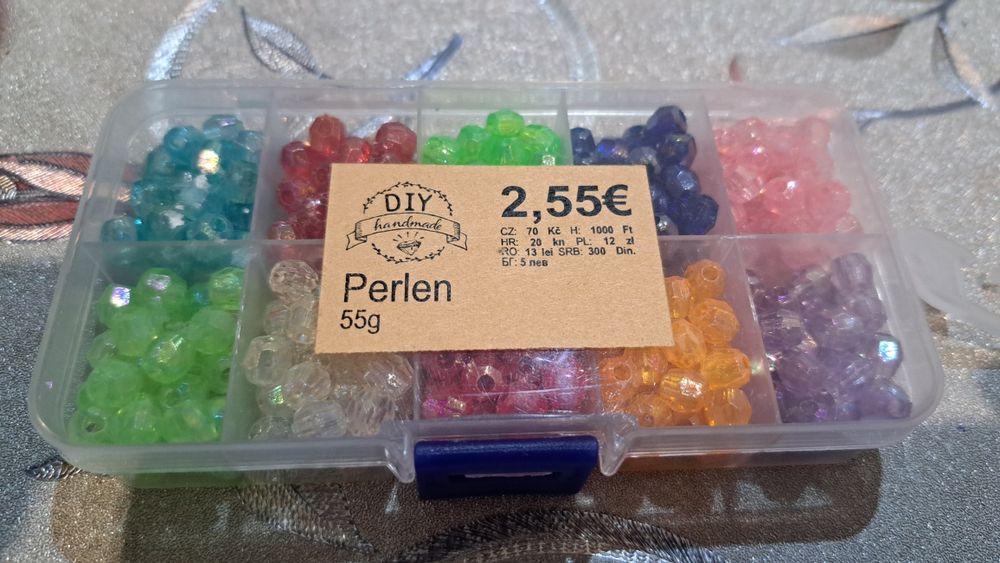 DIY
handmade
Perlen
55g
2,55€
CZ: 70 Kč H: 1000 Ft
HR: 20 kn PL: 12 zł
RO: 13 lei SRB: 300 Din.
БГ: 5 лев